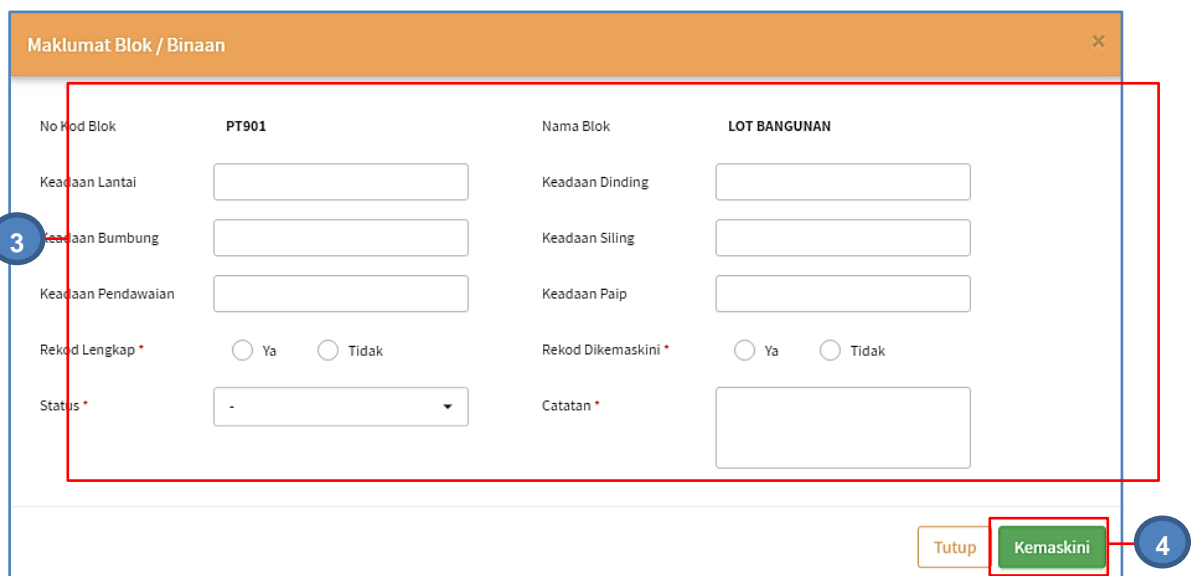 Maklumat Blok / Binaan ×
No Kod Blok PT901 Nama Blok LOT BANGUNAN
Keadaan Lantai Keadaan Dinding
3 Keadaan Bumbung Keadaan Siling
Keadaan Pendawaian Keadaan Paip
Rekod Lengkap * Ya Tidak Rekod Dikemaskini * Ya Tidak
Status * - Catatan *
Tutup Kemaskini 4